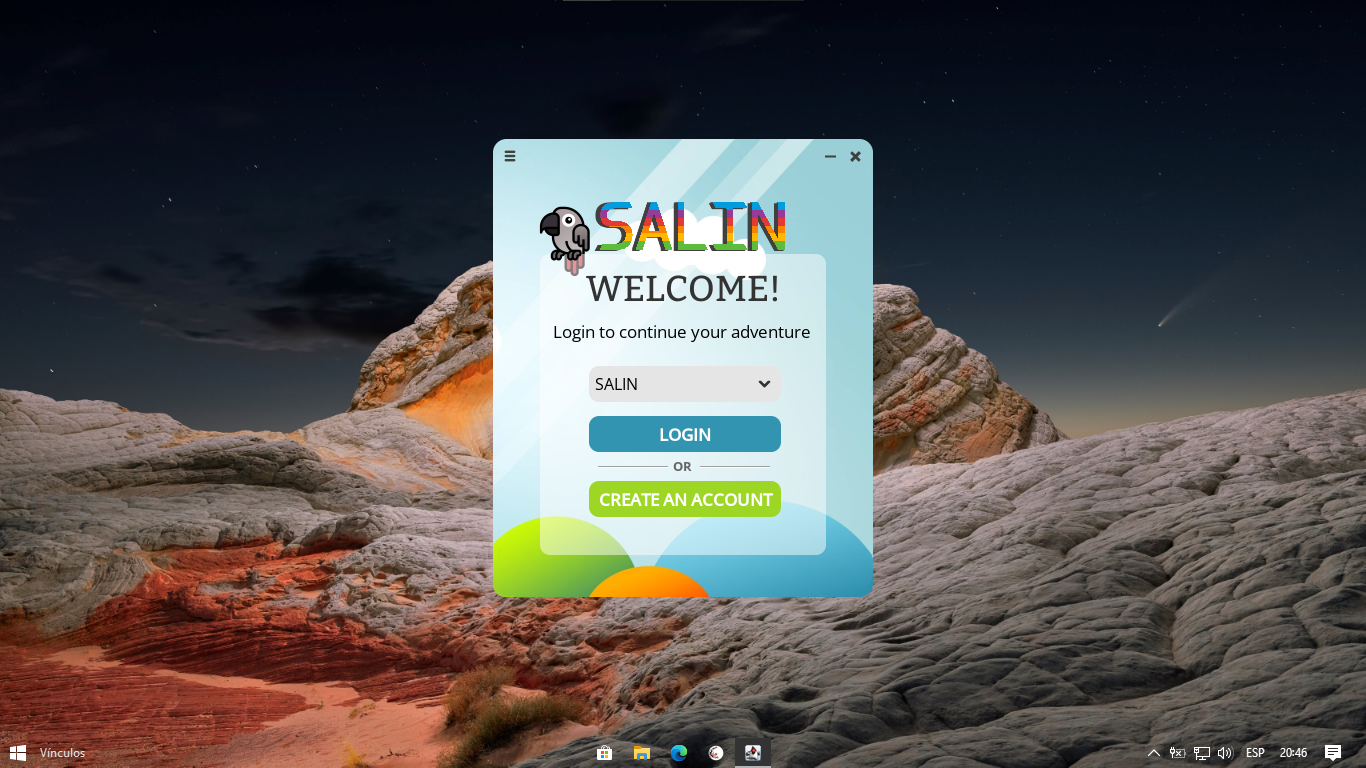 SALIN
WELCOME!
Login to continue your adventure
SALIN
LOGIN
OR
CREATE AN ACCOUNT
Vínculos
ESP
20:46